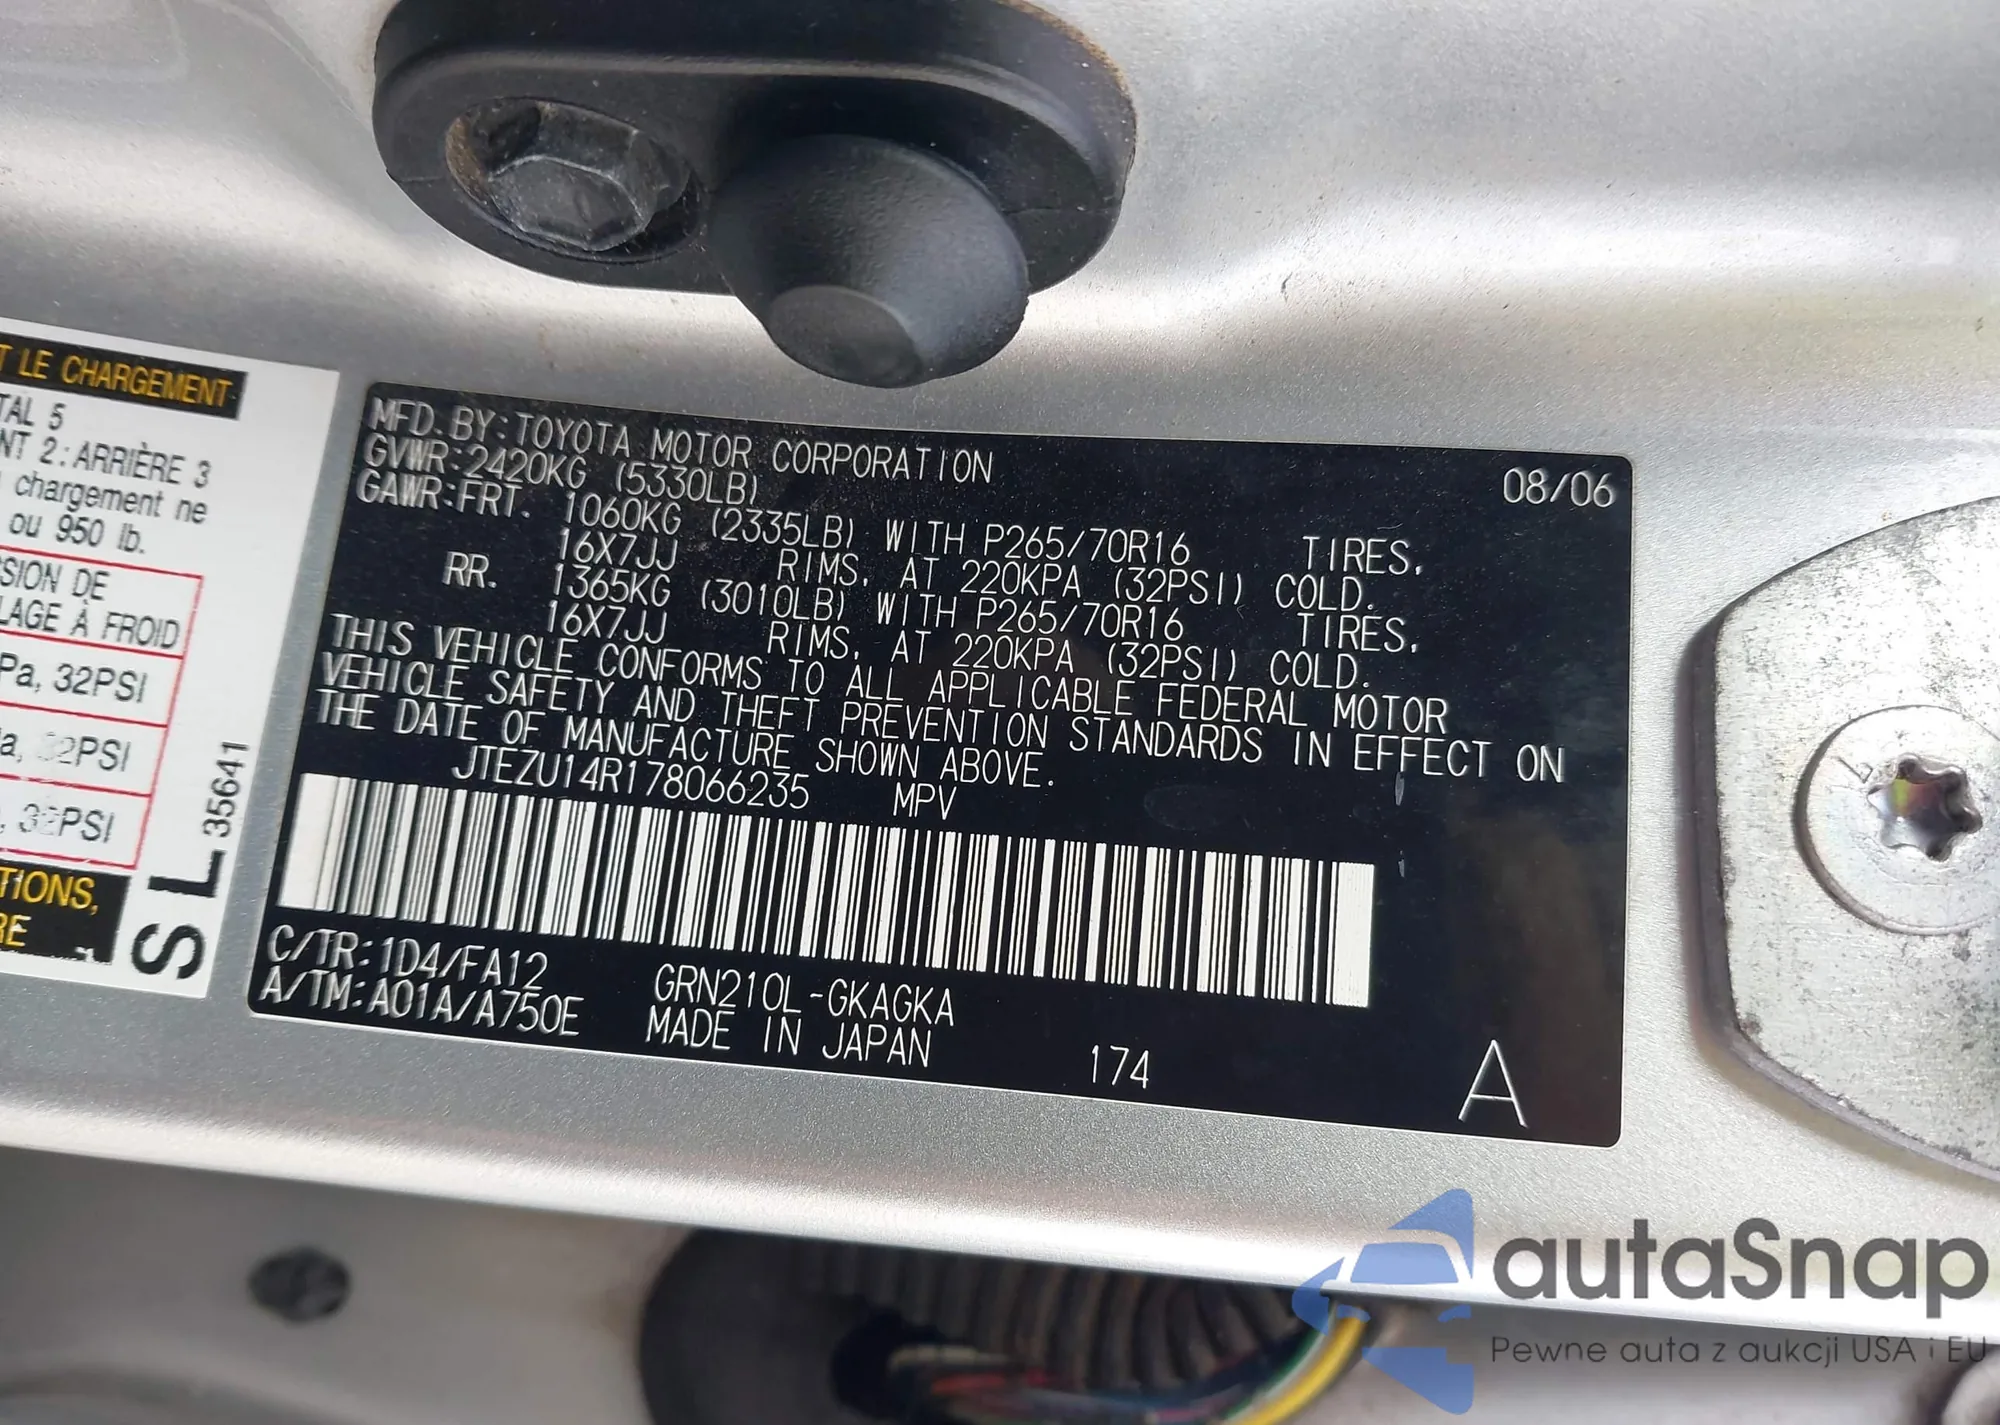 T LE CHARGEMENT
TAL 5
NT 2 : ARRIÈRE 3
chargement ne
ou 950 lb.
SION DE
LAGE À FROID
Pa, 32PSI
a, 32PSI
, 32PSI
TIONS,
RE
SL 35641
MFD. BY: TOYOTA MOTOR CORPORATION 08/06
GVWR: 2420KG (5330LB)
GAWR: FRT. 1060KG (2335LB) WITH P265/70R16 TIRES,
16X7JJ RIMS, AT 220KPA (32PSI) COLD.
RR. 1365KG (3010LB) WITH P265/70R16 TIRES,
16X7JJ RIMS, AT 220KPA (32PSI) COLD.
THIS VEHICLE CONFORMS TO ALL APPLICABLE FEDERAL MOTOR
VEHICLE SAFETY AND THEFT PREVENTION STANDARDS IN EFFECT ON
THE DATE OF MANUFACTURE SHOWN ABOVE.
JTEZU14R178066235 MPV
C/TR: 1D4/FA12 GRN210L-GKAGKA
A/TM: A01A/A750E MADE IN JAPAN
174 A
autaSnap
Pewne auta z aukcji USA i EU